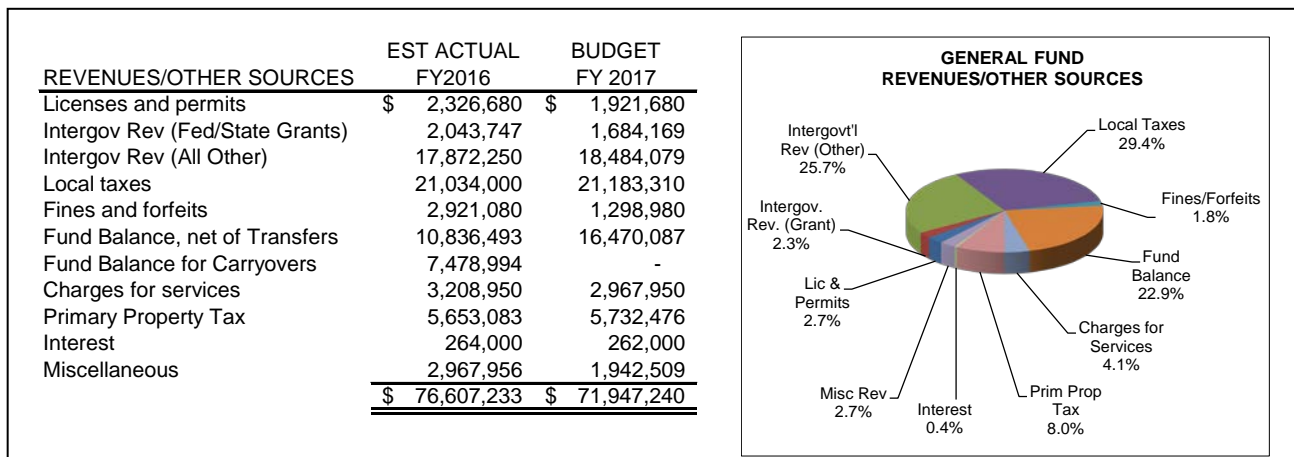 EST ACTUAL BUDGET
REVENUES/OTHER SOURCES FY2016 FY 2017
Licenses and permits $ 2,326,680 $ 1,921,680
Intergov Rev (Fed/State Grants) 2,043,747 1,684,169
Intergov Rev (All Other) 17,872,250 18,484,079
Local taxes 21,034,000 21,183,310
Fines and forfeits 2,921,080 1,298,980
Fund Balance, net of Transfers 10,836,493 16,470,087
Fund Balance for Carryovers 7,478,994 -
Charges for services 3,208,950 2,967,950
Primary Property Tax 5,653,083 5,732,476
Interest 264,000 262,000
Miscellaneous 2,967,956 1,942,509
$ 76,607,233 $ 71,947,240
GENERAL FUND
REVENUES/OTHER SOURCES
Local Taxes
29.4%
Fines/Forfeits
1.8%
Fund
Balance
22.9%
Charges for
Services
4.1%
Prim Prop
Tax
8.0%
Interest
0.4%
Misc Rev
2.7%
Lic &
Permits
2.7%
Intergov.
Rev. (Grant)
2.3%
Intergovt'l
Rev (Other)
25.7%